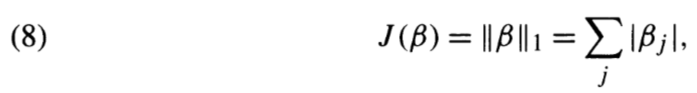 (8) J(β) = ‖β‖₁ = ∑ⱼ |βⱼ|,